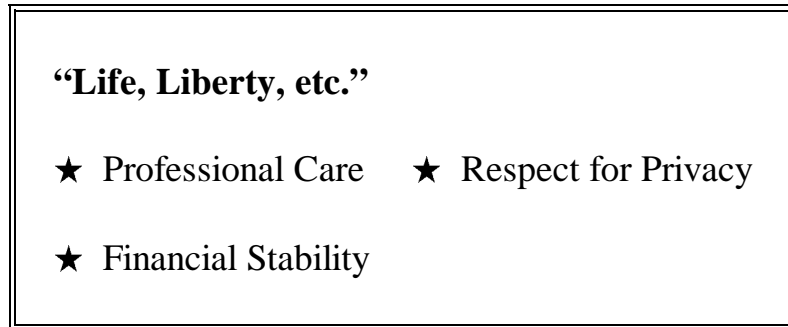 “Life, Liberty, etc.”
★ Professional Care ★ Respect for Privacy
★ Financial Stability